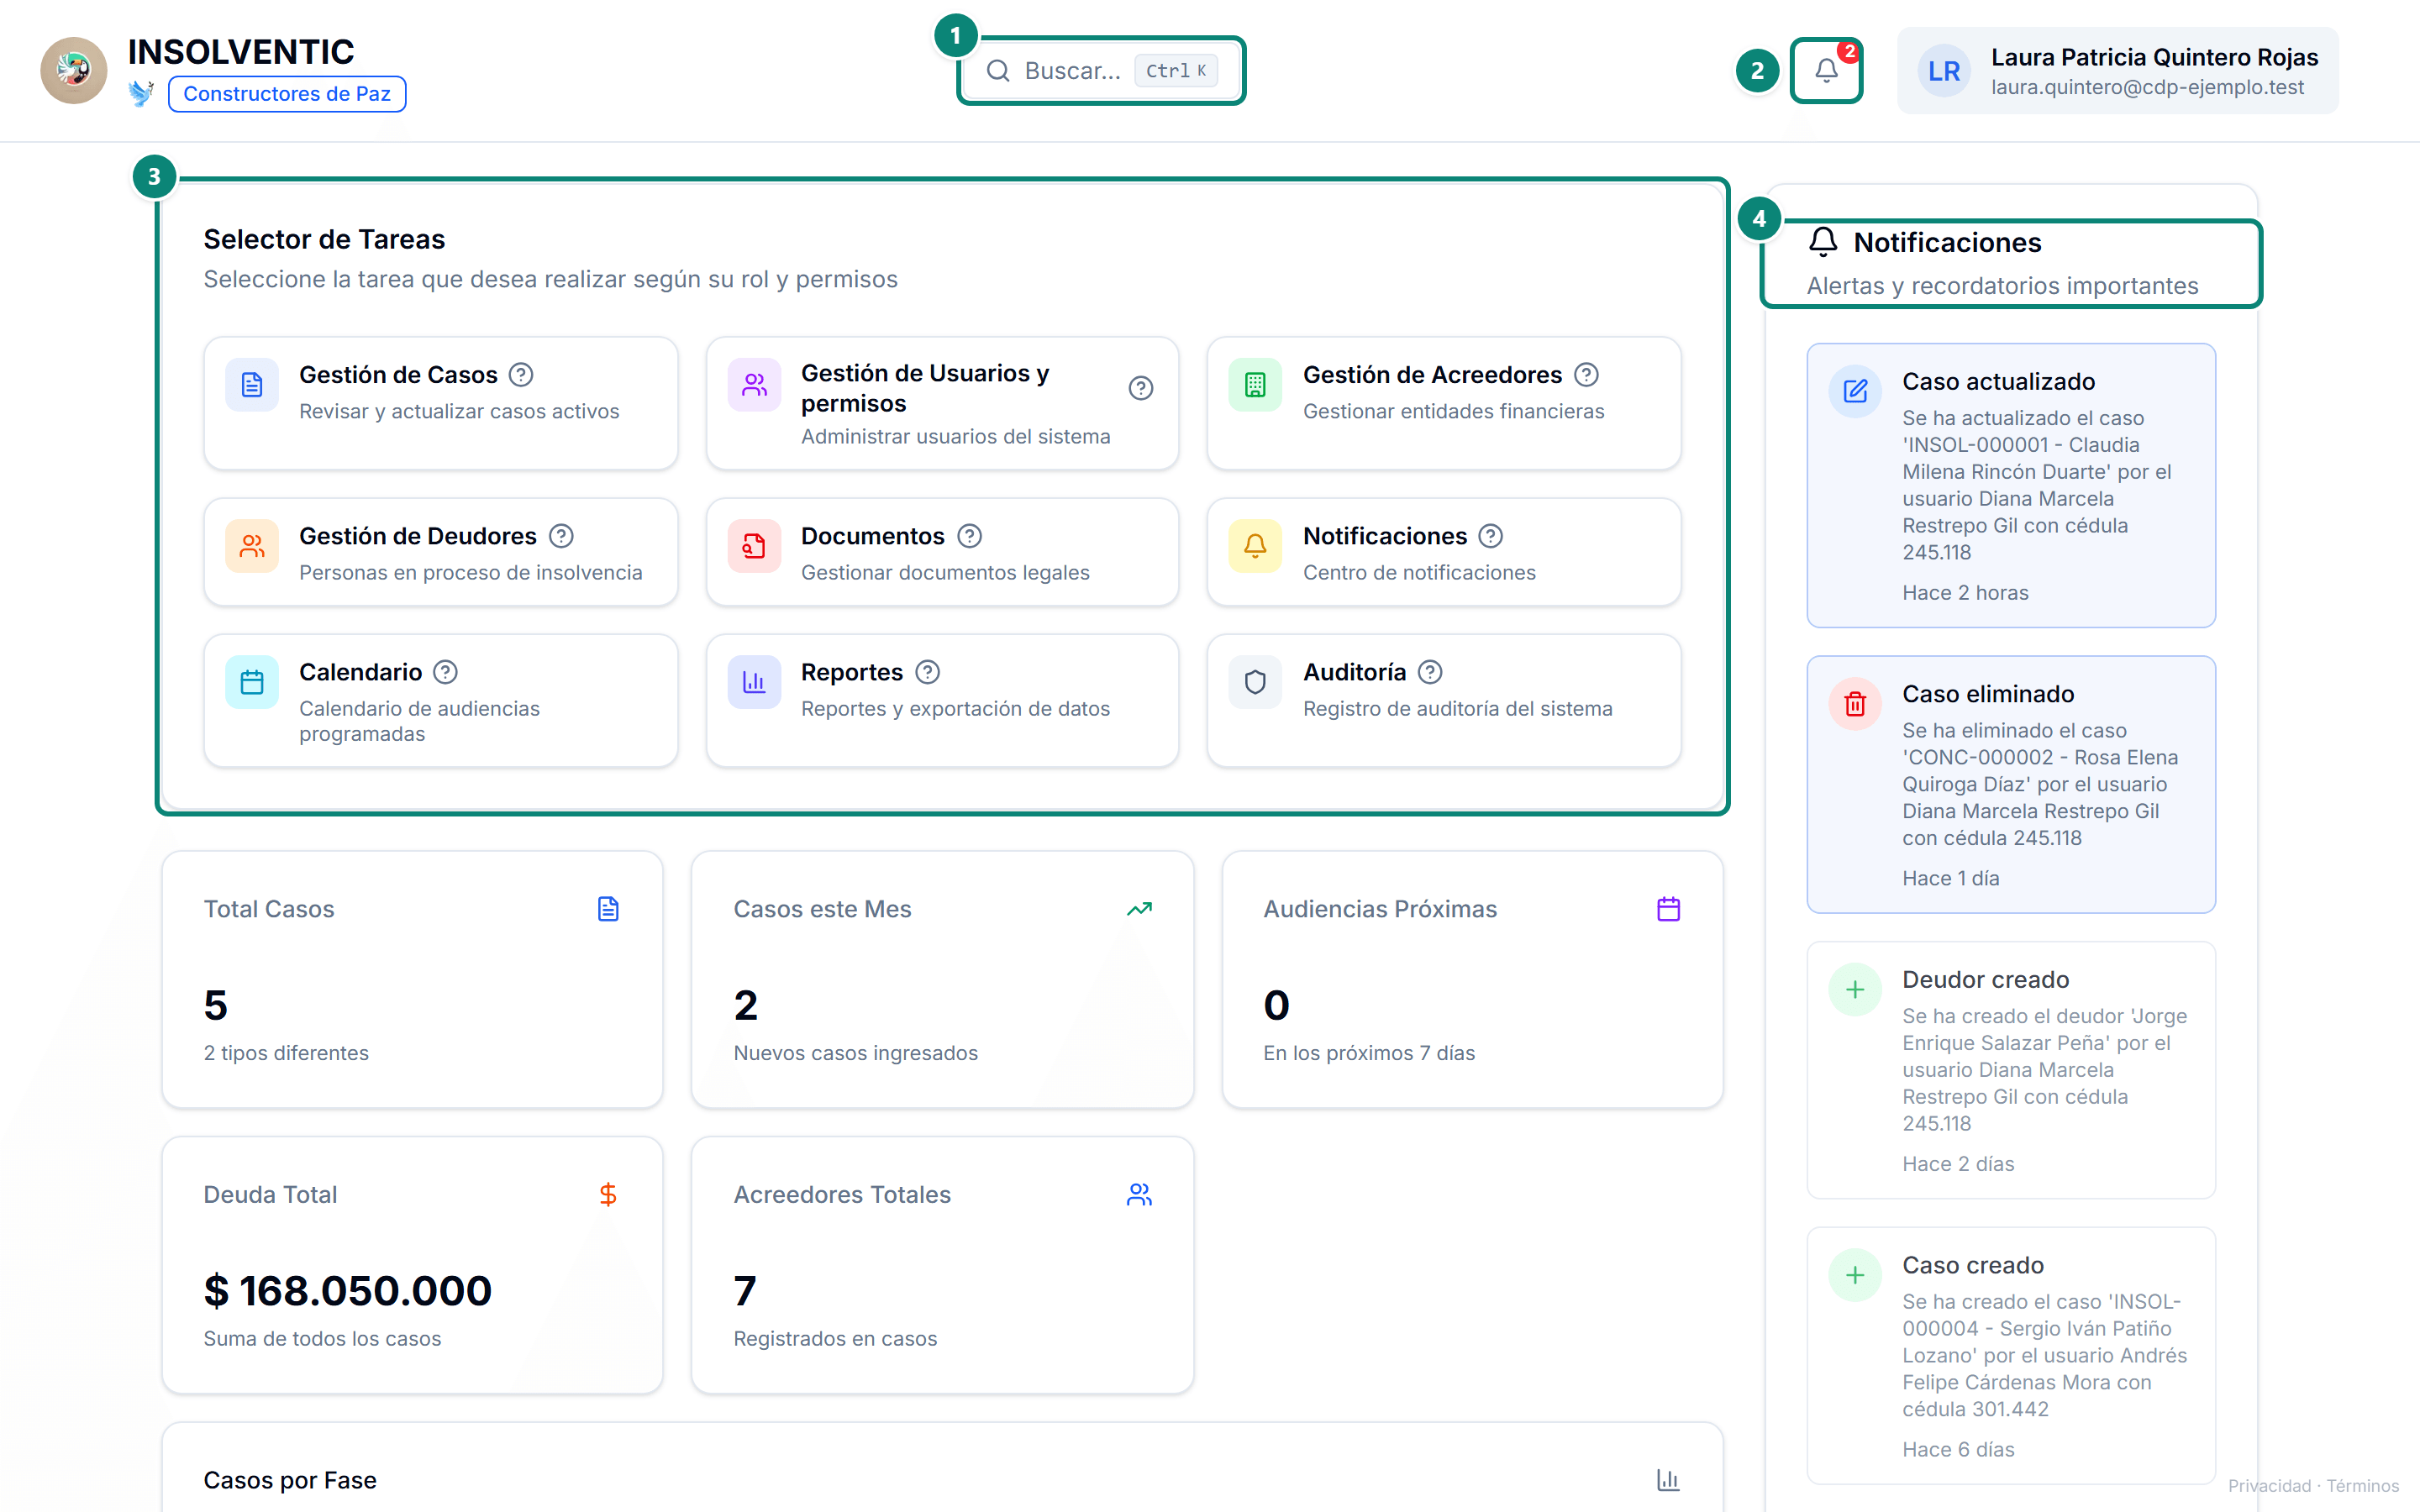 INSOLVENTIC
Constructores de Paz
1
Buscar... Ctrl K
2
2
LR
Laura Patricia Quintero Rojas
laura.quintero@cdp-ejemplo.test
3
Selector de Tareas
Seleccione la tarea que desea realizar según su rol y permisos
Gestión de Casos
Revisar y actualizar casos activos
Gestión de Usuarios y
permisos
Administrar usuarios del sistema
Gestión de Acreedores
Gestionar entidades financieras
Gestión de Deudores
Personas en proceso de insolvencia
Documentos
Gestionar documentos legales
Notificaciones
Centro de notificaciones
Calendario
Calendario de audiencias
programadas
Reportes
Reportes y exportación de datos
Auditoría
Registro de auditoría del sistema
Total Casos
5
2 tipos diferentes
Casos este Mes
2
Nuevos casos ingresados
Audiencias Próximas
0
En los próximos 7 días
Deuda Total
$ 168.050.000
Suma de todos los casos
Acreedores Totales
7
Registrados en casos
Casos por Fase
4
Notificaciones
Alertas y recordatorios importantes
Caso actualizado
Se ha actualizado el caso
'INSOL-000001 - Claudia
Milena Rincón Duarte' por el
usuario Diana Marcela
Restrepo Gil con cédula
245.118
Hace 2 horas
Caso eliminado
Se ha eliminado el caso
'CONC-000002 - Rosa Elena
Quiroga Díaz' por el usuario
Diana Marcela Restrepo Gil
con cédula 245.118
Hace 1 día
Deudor creado
Se ha creado el deudor 'Jorge
Enrique Salazar Peña' por el
usuario Diana Marcela
Restrepo Gil con cédula
245.118
Hace 2 días
Caso creado
Se ha creado el caso 'INSOL-
000004 - Sergio Iván Patiño
Lozano' por el usuario Andrés
Felipe Cárdenas Mora con
cédula 301.442
Hace 6 días
Privacidad · Términos